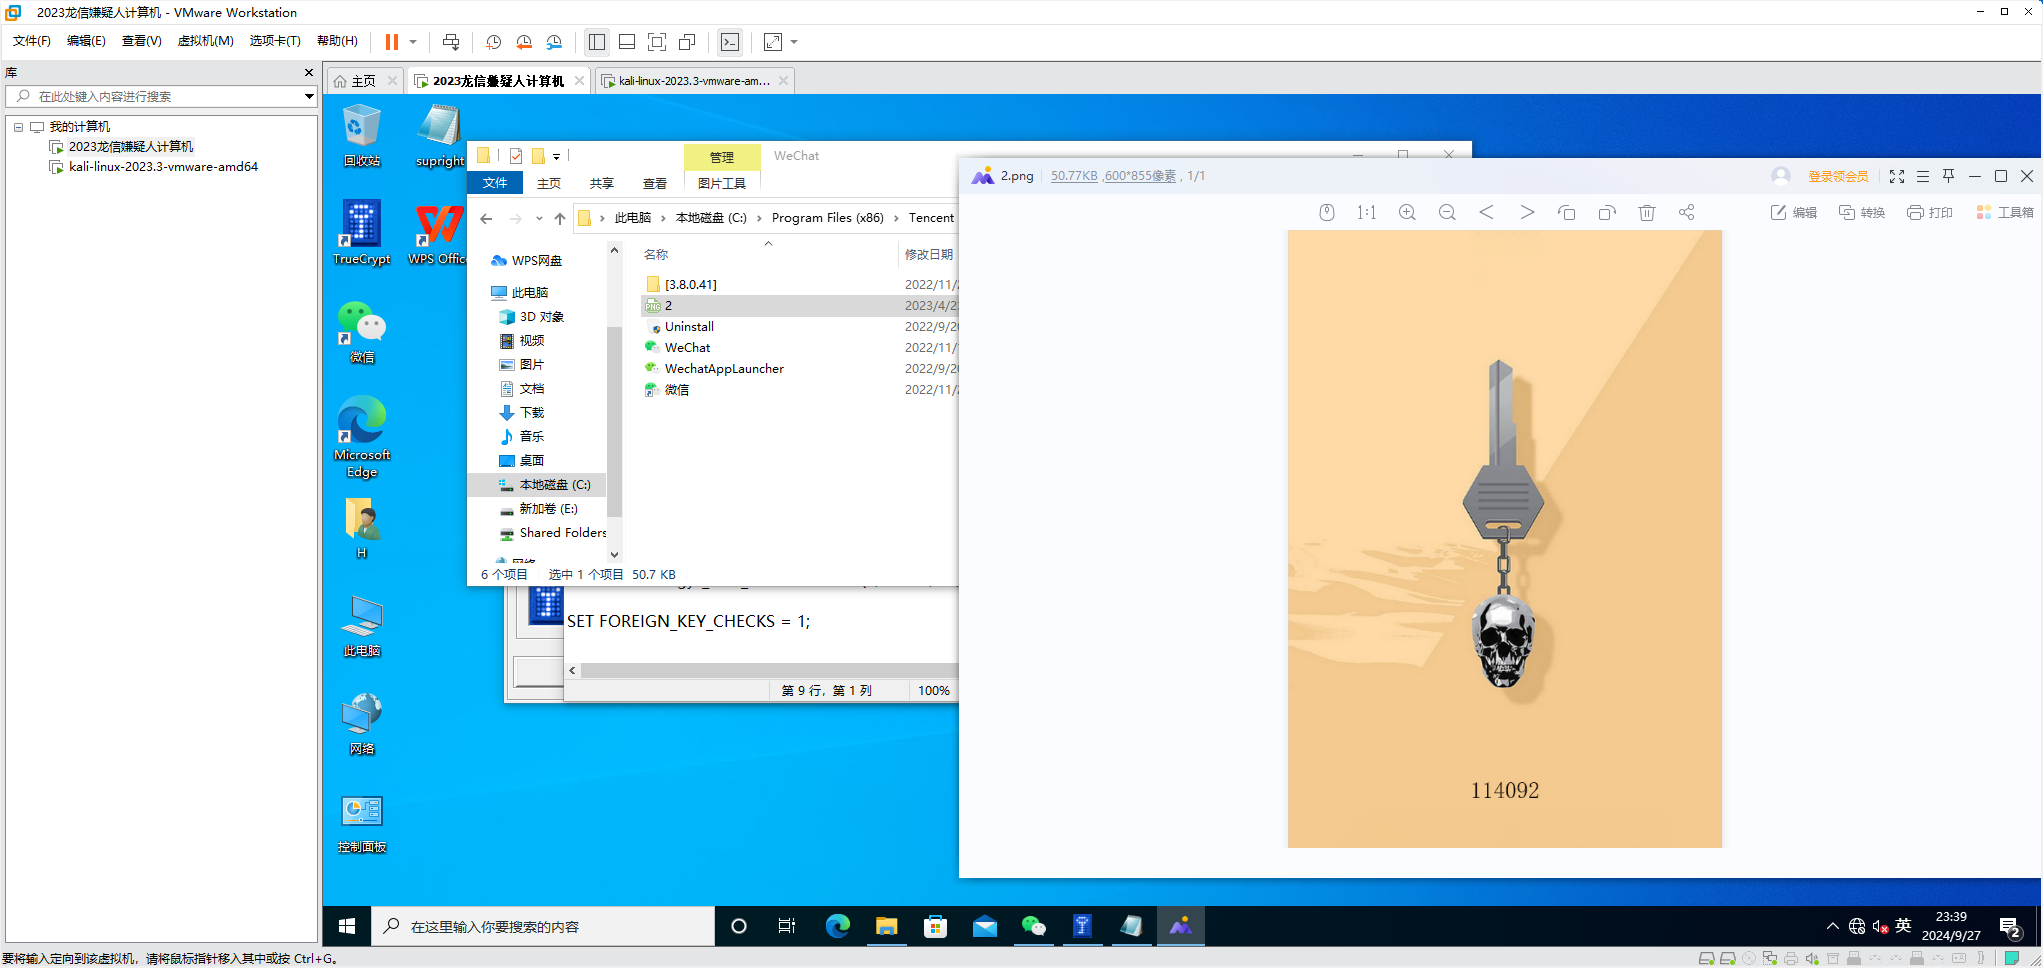 2023龙信嫌疑人计算机 - VMware Workstation
文件(F) 编辑(E) 查看(V) 虚拟机(M) 选项卡(T) 帮助(H)
库
在此处键入内容进行搜索
我的计算机
2023龙信嫌疑人计算机
kali-linux-2023.3-vmware-amd64
主页 2023龙信嫌疑人计算机 kali-linux-2023.3-vmware-am...
回收站
supright
TrueCrypt
WPS Offic
微信
Microsoft
Edge
H
此电脑
网络
控制面板
管理 WeChat
文件 主页 共享 查看 图片工具
此电脑 本地磁盘 (C:) Program Files (x86) Tencent
WPS网盘
此电脑
3D 对象
视频
图片
文档
下载
音乐
桌面
本地磁盘 (C:)
新加卷 (E:)
Shared Folders
网络
名称 修改日期
[3.8.0.41] 2022/11/
2 2023/4/2
Uninstall 2022/9/2
WeChat 2022/11/
WechatAppLauncher 2022/9/2
微信 2022/11/
6 个项目 选中 1 个项目 50.7 KB
SET FOREIGN_KEY_CHECKS = 1;
第 9 行，第 1 列 100%
2.png 50.77KB ,600*855像素 , 1/1 登录领会员
1:1 编辑 转换 打印 工具箱
114092
在这里输入你要搜索的内容
英
23:39
2024/9/27
2
要将输入定向到该虚拟机，请将鼠标指针移入其中或按 Ctrl+G。